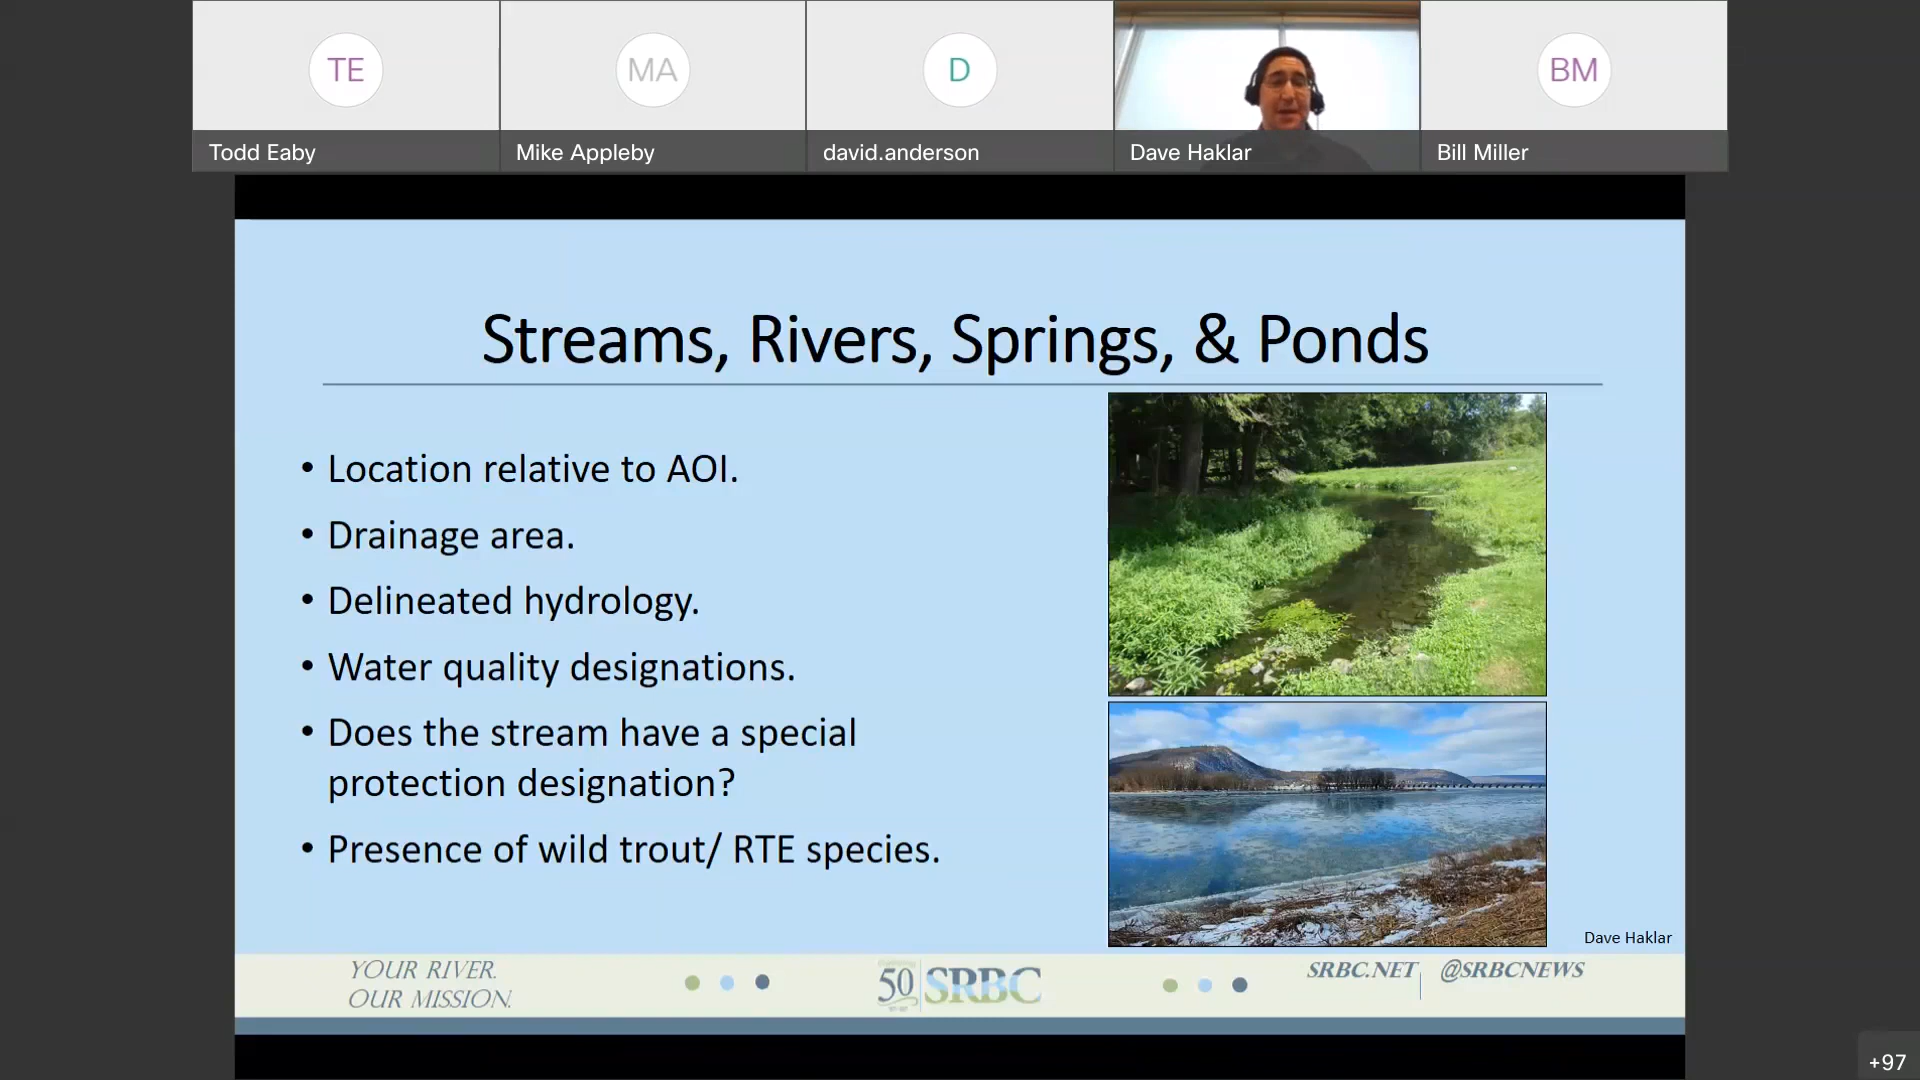 TE
MA
D
BM
Todd Eaby
Mike Appleby
david.anderson
Dave Haklar
Bill Miller
Streams, Rivers, Springs, & Ponds
• Location relative to AOI.
• Drainage area.
• Delineated hydrology.
• Water quality designations.
• Does the stream have a special
protection designation?
• Presence of wild trout/ RTE species.
Dave Haklar
YOUR RIVER.
OUR MISSION.
50 SRBC
SRBC.NET
@SRBCNEWS
+97